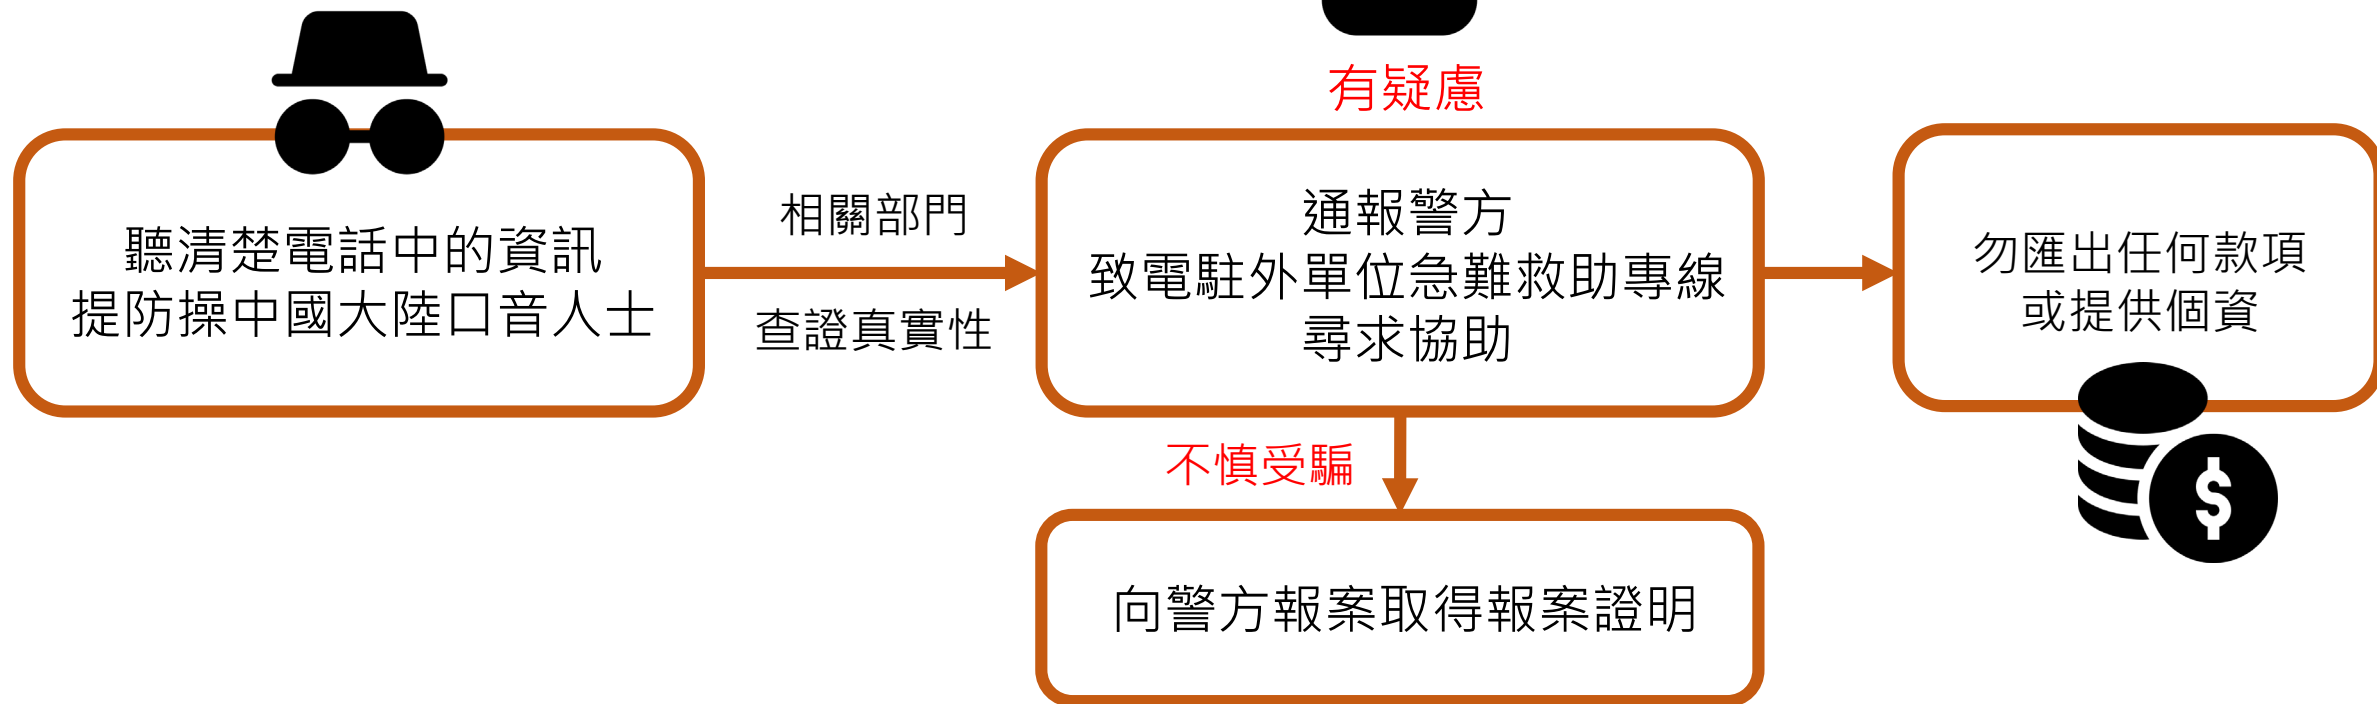 聽清楚電話中的資訊
提防操中國大陸口音人士
相關部門
查證真實性
有疑慮
通報警方
致電駐外單位急難救助專線
尋求協助
勿匯出任何款項
或提供個資
不慎受騙
向警方報案取得報案證明
$